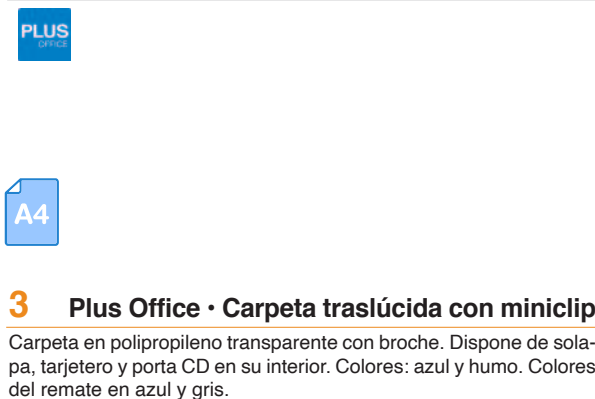 PLUS
OFFICE
A4
3 Plus Office · Carpeta traslúcida con miniclip
Carpeta en polipropileno transparente con broche. Dispone de sola-
pa, tarjetero y porta CD en su interior. Colores: azul y humo. Colores
del remate en azul y gris.